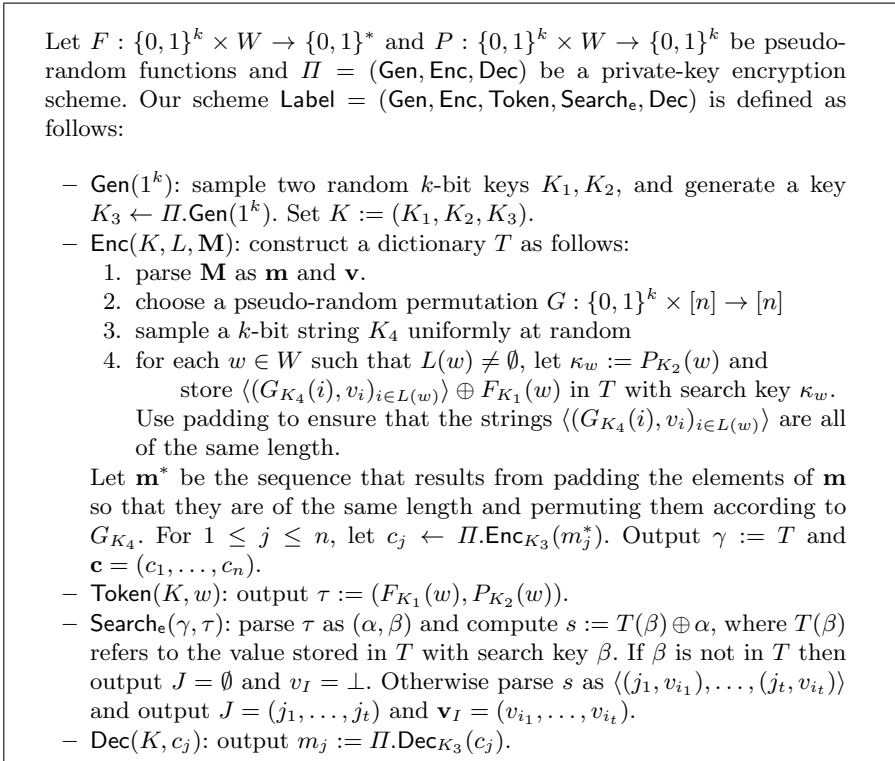 Let F : {0, 1}^k × W → {0, 1}^* and P : {0, 1}^k × W → {0, 1}^k be pseudo-
random functions and Π = (Gen, Enc, Dec) be a private-key encryption
scheme. Our scheme Label = (Gen, Enc, Token, Search_e, Dec) is defined as
follows:
– Gen(1^k): sample two random k-bit keys K_1, K_2, and generate a key
K_3 ← Π.Gen(1^k). Set K := (K_1, K_2, K_3).
– Enc(K, L, M): construct a dictionary T as follows:
1. parse M as m and v.
2. choose a pseudo-random permutation G : {0, 1}^k × [n] → [n]
3. sample a k-bit string K_4 uniformly at random
4. for each w ∈ W such that L(w) ≠ ∅, let κ_w := P_{K_2}(w) and
store ⟨(G_{K_4}(i), v_i)_{i∈L(w)}⟩ ⊕ F_{K_1}(w) in T with search key κ_w.
Use padding to ensure that the strings ⟨(G_{K_4}(i), v_i)_{i∈L(w)}⟩ are all
of the same length.
Let m^* be the sequence that results from padding the elements of m
so that they are of the same length and permuting them according to
G_{K_4}. For 1 ≤ j ≤ n, let c_j ← Π.Enc_{K_3}(m_j^*). Output γ := T and
c = (c_1, . . . , c_n).
– Token(K, w): output τ := (F_{K_1}(w), P_{K_2}(w)).
– Search_e(γ, τ): parse τ as (α, β) and compute s := T(β) ⊕ α, where T(β)
refers to the value stored in T with search key β. If β is not in T then
output J = ∅ and v_I = ⊥. Otherwise parse s as ⟨(j_1, v_{i_1}), . . . , (j_t, v_{i_t})⟩
and output J = (j_1, . . . , j_t) and v_I = (v_{i_1}, . . . , v_{i_t}).
– Dec(K, c_j): output m_j := Π.Dec_{K_3}(c_j).